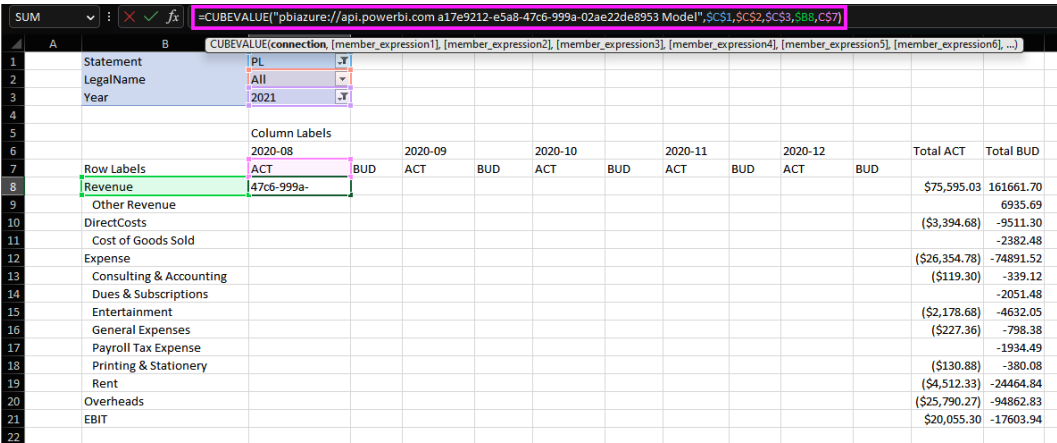 SUM fx =CUBEVALUE("pbiazure://api.powerbi.com a17e9212-e5a8-47c6-999a-02ae22de8953 Model",$C$1,$C$2,$C$3,$B8,C$7)
A B CUBEVALUE(connection, [member_expression1], [member_expression2], [member_expression3], [member_expression4], [member_expression5], [member_expression6], ...)
1 Statement PL
2 LegalName All
3 Year 2021
4
5 Column Labels
6 2020-08 2020-09 2020-10 2020-11 2020-12 Total ACT Total BUD
7 Row Labels ACT BUD ACT BUD ACT BUD ACT BUD ACT BUD
8 Revenue 47c6-999a- $75,595.03 161661.70
9 Other Revenue 6935.69
10 DirectCosts ($3,394.68) -9511.30
11 Cost of Goods Sold -2382.48
12 Expense ($26,354.78) -74891.52
13 Consulting & Accounting ($119.30) -339.12
14 Dues & Subscriptions -2051.48
15 Entertainment ($2,178.68) -4632.05
16 General Expenses ($227.36) -798.38
17 Payroll Tax Expense -1934.49
18 Printing & Stationery ($130.88) -380.08
19 Rent ($4,512.33) -24464.84
20 Overheads ($25,790.27) -94862.83
21 EBIT $20,055.30 -17603.94
22